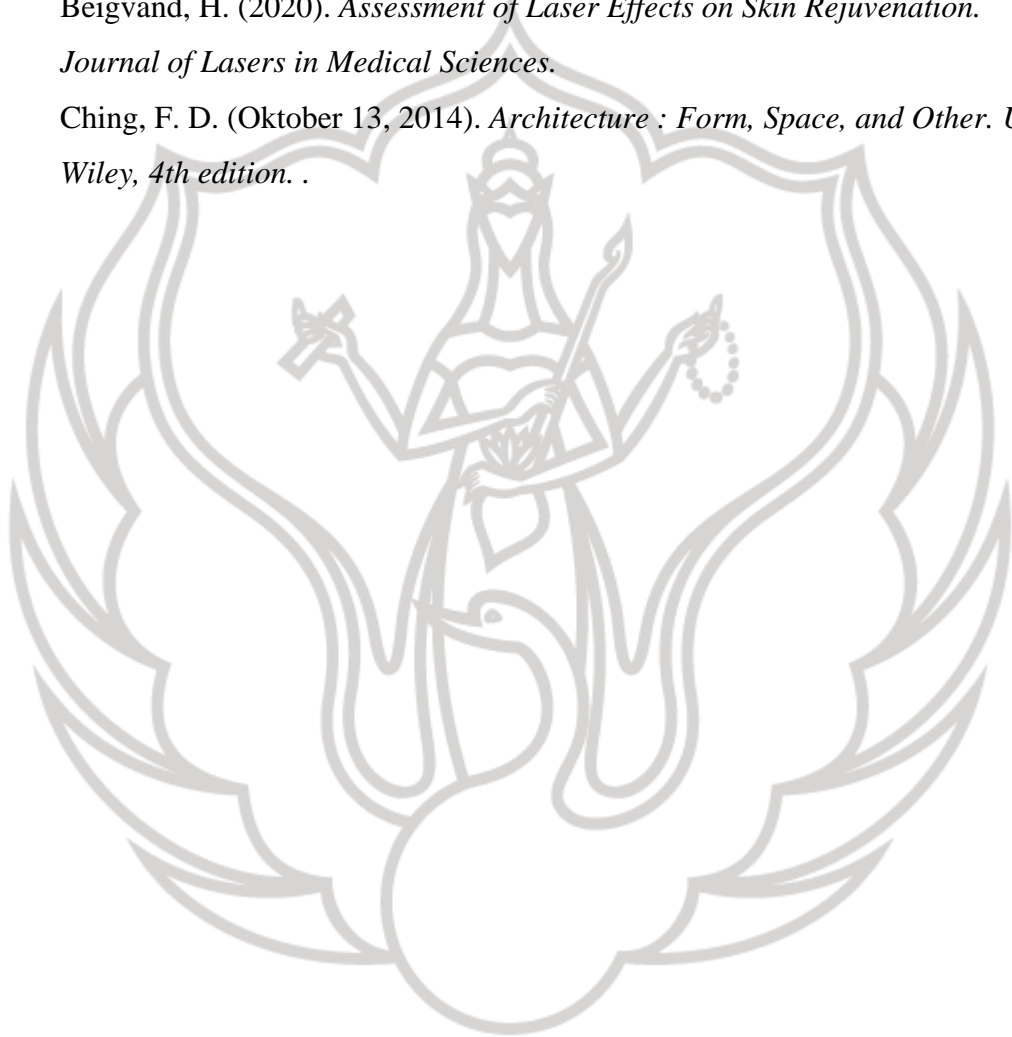 Beigvand, H. (2020). Assessment of Laser Effects on Skin Rejuvenation.
Journal of Lasers in Medical Sciences.
Ching, F. D. (Oktober 13, 2014). Architecture : Form, Space, and Other.
Wiley, 4th edition. .